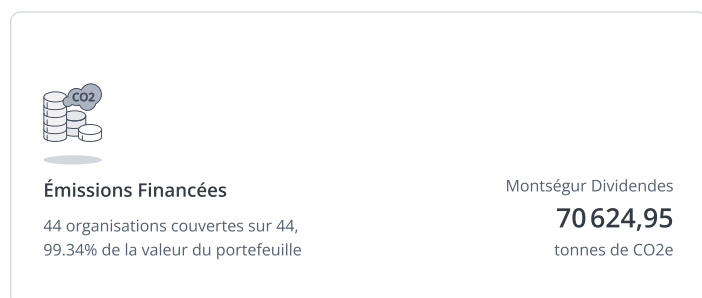 CO2
Émissions Financées
44 organisations couvertes sur 44,
99.34% de la valeur du portefeuille
Montségur Dividendes
70 624,95
tonnes de CO2e